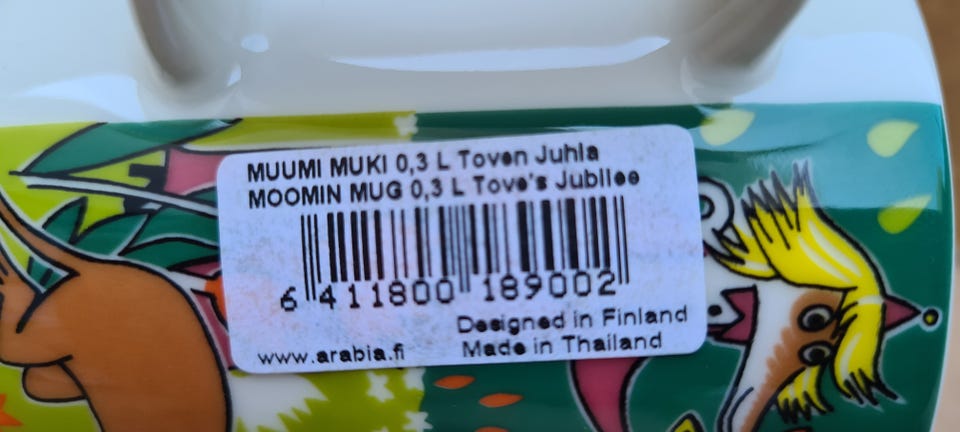 MUUMI MUKI 0,3 L Toven Juhla
MOOMIN MUG 0,3 L Tove's Jubilee
6 411800 189002
Designed in Finland
www.arabia.fi Made in Thailand